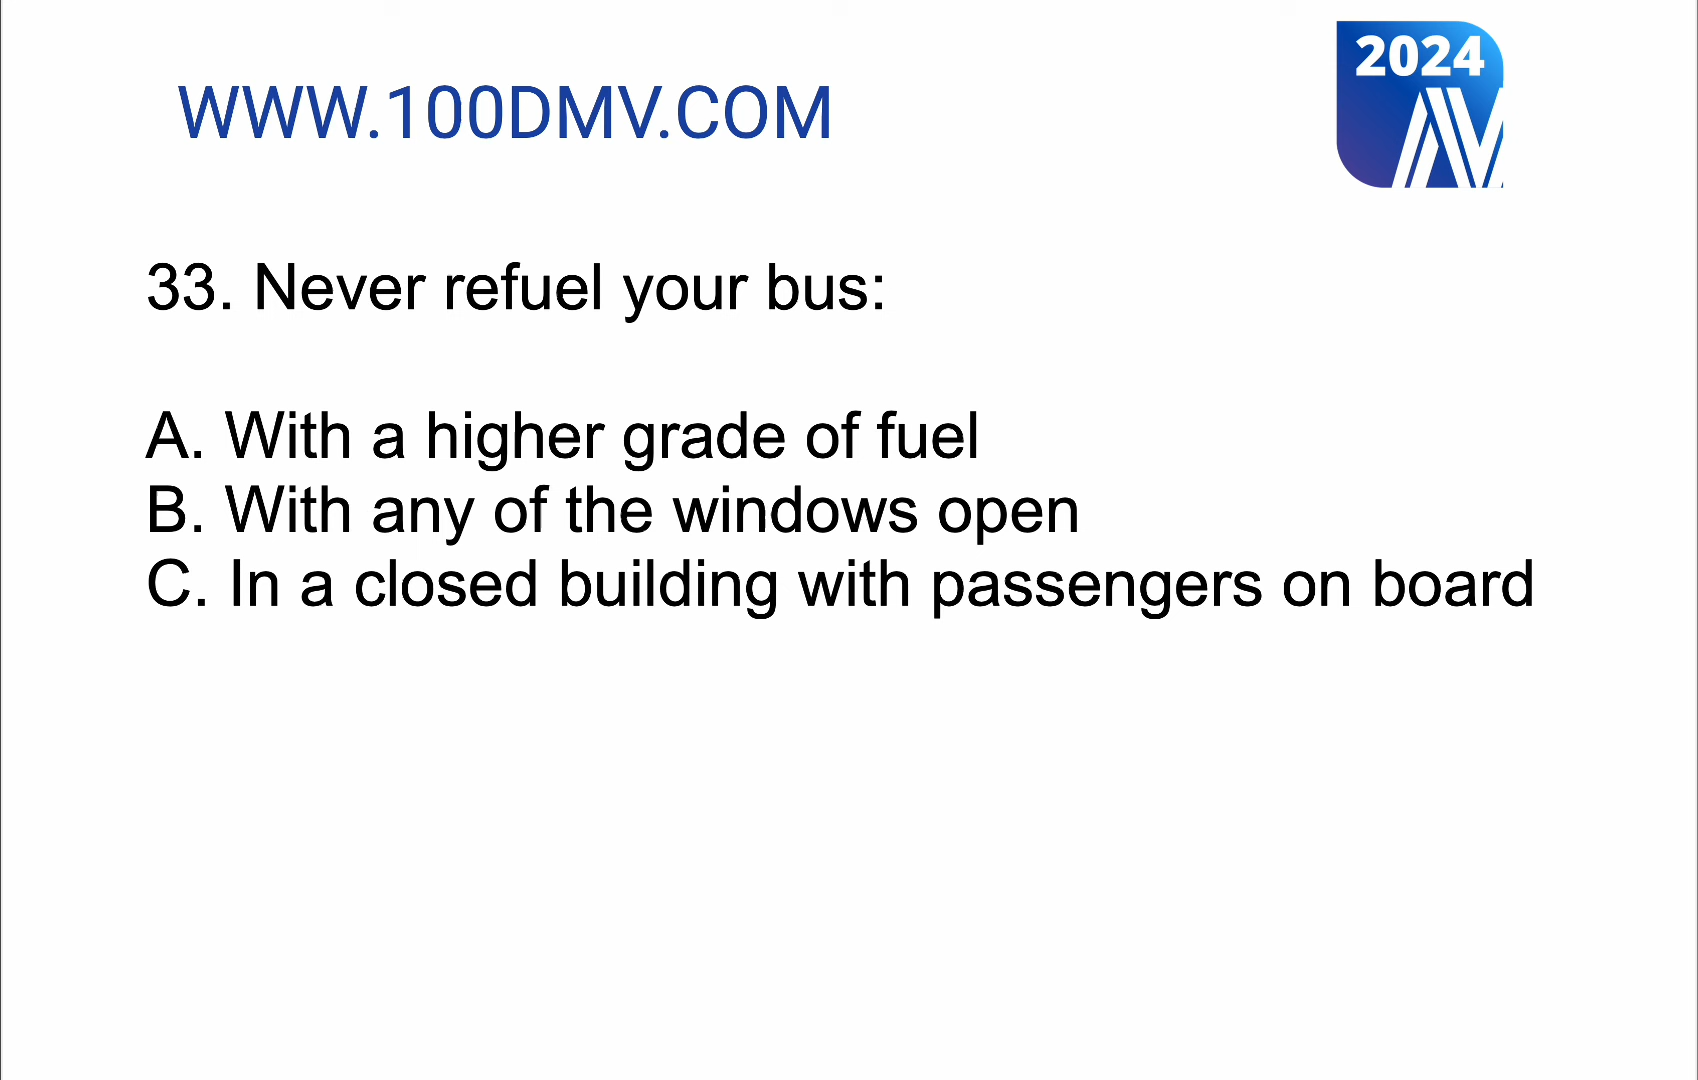 WWW.100DMV.COM
2024
33. Never refuel your bus:
A. With a higher grade of fuel
B. With any of the windows open
C. In a closed building with passengers on board